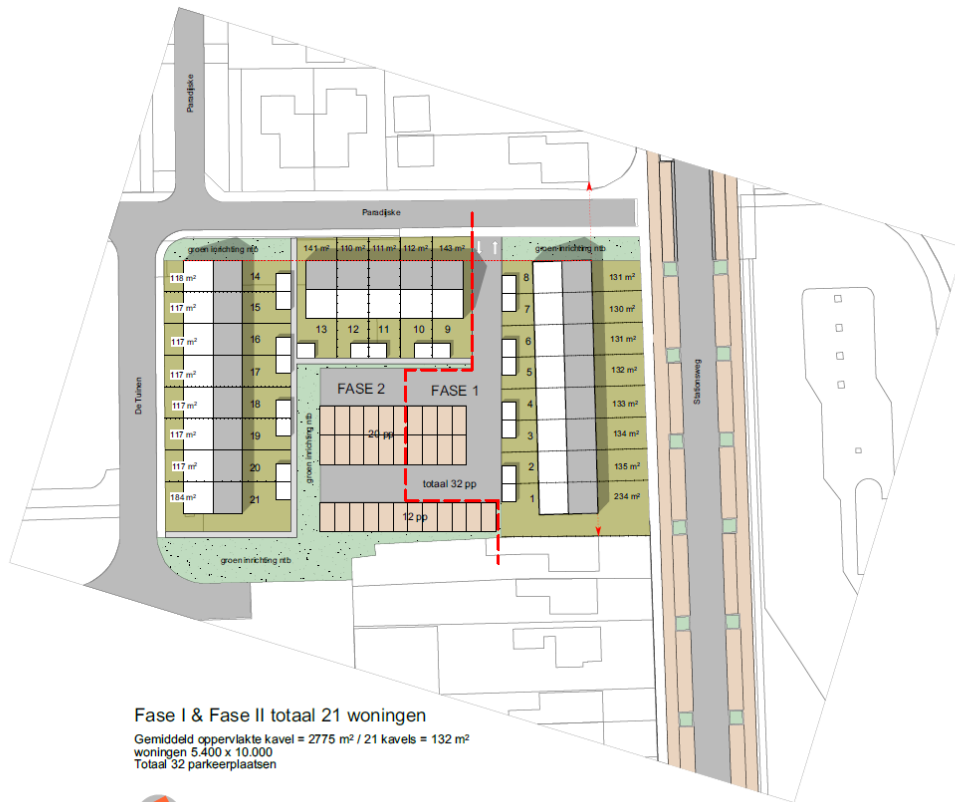 Paradijske
Paradijske
groen inrichting ntb
141 m² 110 m² 111 m² 112 m² 143 m²
groen inrichting ntb
118 m² 14
117 m² 15
117 m² 16
117 m² 17
117 m² 18
117 m² 19
117 m² 20
184 m² 21
13 12 11 10 9
8 131 m²
7 130 m²
6 131 m²
5 132 m²
4 133 m²
3 134 m²
2 135 m²
1 234 m²
De Tuinen
Stationsweg
FASE 2
FASE 1
groen inrichting ntb
20 pp
totaal 32 pp
12 pp
groen inrichting ntb
Fase I & Fase II totaal 21 woningen
Gemiddeld oppervlakte kavel = 2775 m² / 21 kavels = 132 m²
woningen 5.400 x 10.000
Totaal 32 parkeerplaatsen